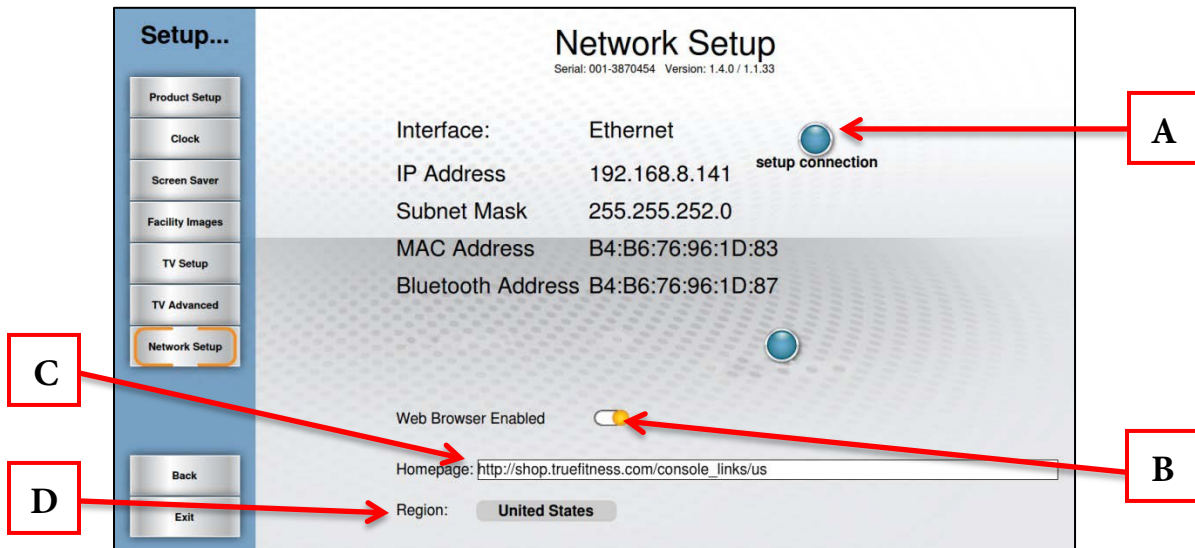 Setup...
Network Setup
Serial: 001-3870454 Version: 1.4.0 / 1.1.33
Product Setup
Clock
Screen Saver
Facility Images
TV Setup
TV Advanced
Network Setup
Back
Exit
Interface: Ethernet
setup connection
IP Address 192.168.8.141
Subnet Mask 255.255.252.0
MAC Address B4:B6:76:96:1D:83
Bluetooth Address B4:B6:76:96:1D:87
Web Browser Enabled
Homepage: http://shop.truefitness.com/console_links/us
Region: United States
A
B
C
D